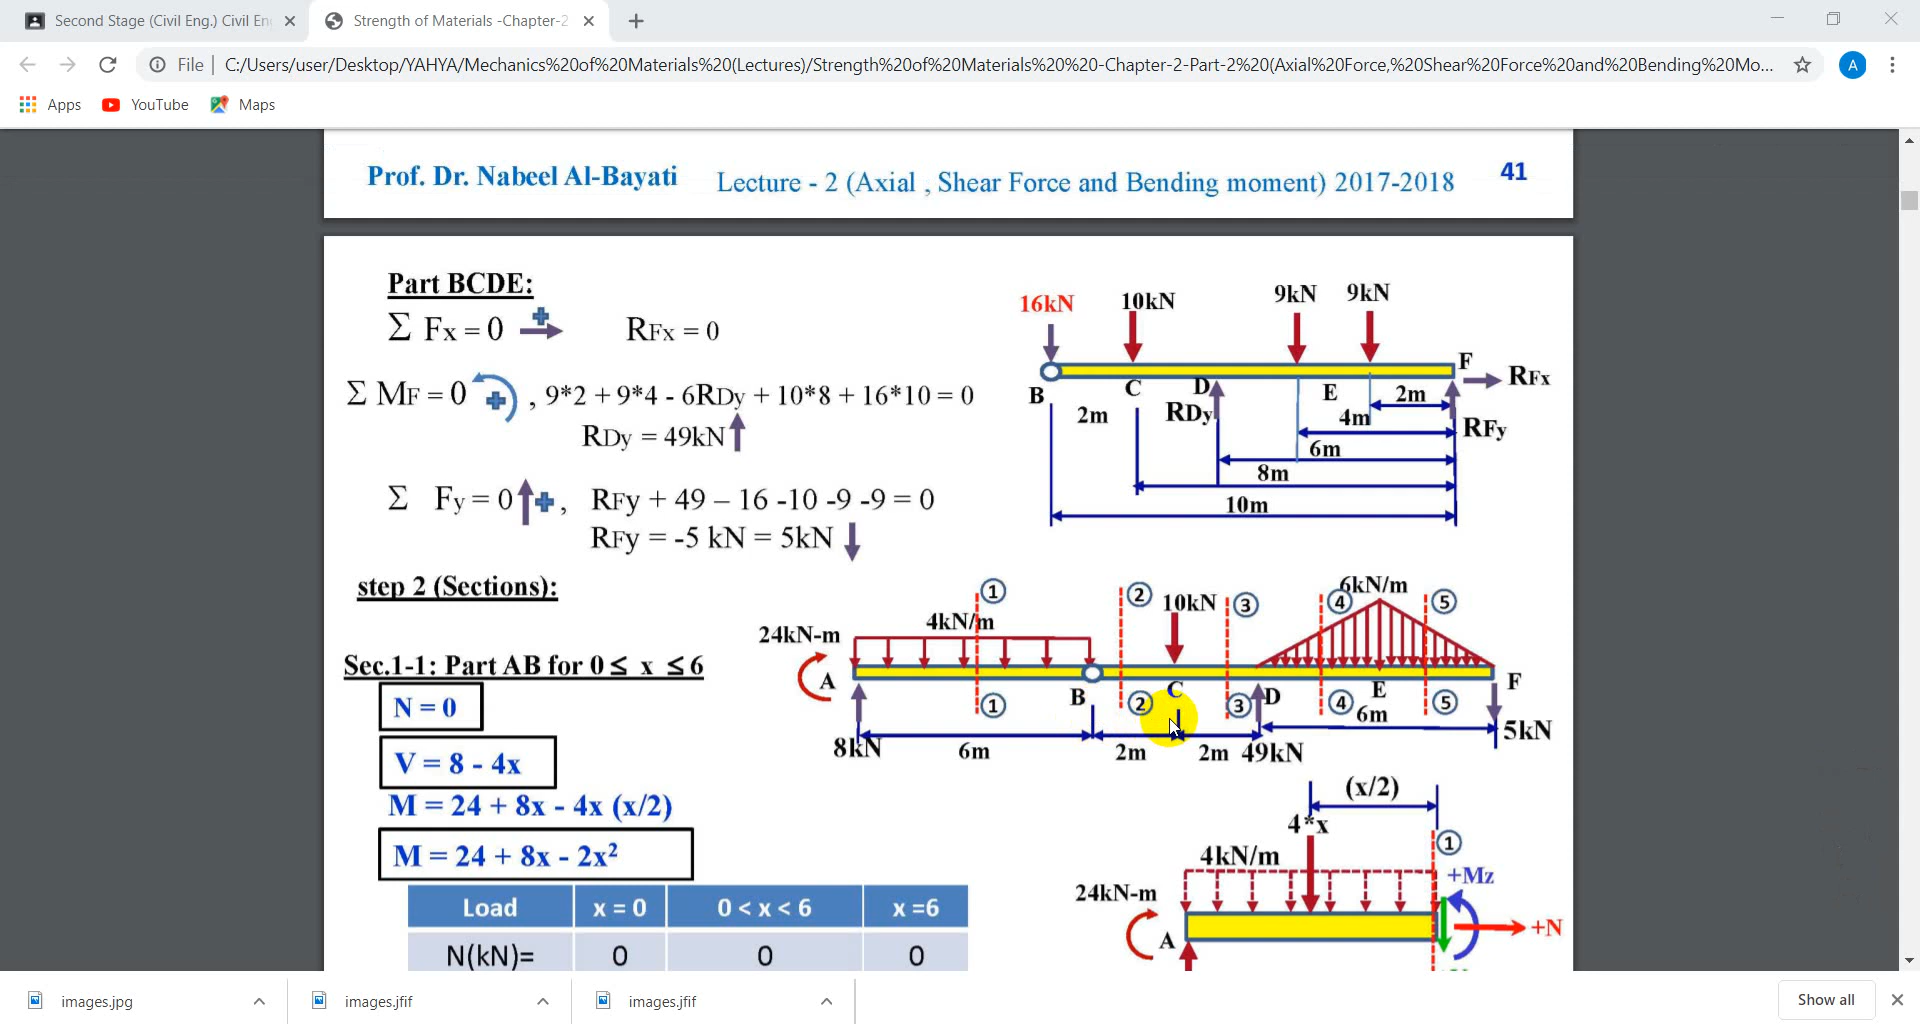 Second Stage (Civil Eng.) Civil En
Strength of Materials -Chapter-2
File
C:/Users/user/Desktop/YAHYA/Mechanics%20of%20Materials%20(Lectures)/Strength%20of%20Materials%20%20-Chapter-2-Part-2%20(Axial%20Force,%20Shear%20Force%20and%20Bending%20Mo...
A
Apps
YouTube
Maps
Prof. Dr. Nabeel Al-Bayati
Lecture - 2 (Axial , Shear Force and Bending moment) 2017-2018
41
Part BCDE:
∑ Fx = 0
RFx = 0
∑ MF = 0 , 9*2 + 9*4 - 6RDy + 10*8 + 16*10 = 0
RDy = 49kN
∑ Fy = 0 , RFy + 49 – 16 -10 -9 -9 = 0
RFy = -5 kN = 5kN
16kN
10kN
9kN
9kN
F
RFx
B
C
D
E
2m
2m
RDy
4m
RFy
6m
8m
10m
step 2 (Sections):
1
2
10kN
3
6kN/m
4
5
24kN-m
4kN/m
A
B
C
D
E
F
1
2
3
4
5
6m
5kN
8kN
6m
2m
2m
49kN
Sec.1-1: Part AB for 0 ≤ x ≤ 6
N = 0
V = 8 - 4x
M = 24 + 8x - 4x (x/2)
M = 24 + 8x - 2x²
(x/2)
4*x
1
4kN/m
+Mz
24kN-m
A
+N
Load x = 0 0 < x < 6 x =6
N(kN)= 0 0 0
images.jpg
images.jfif
images.jfif
Show all